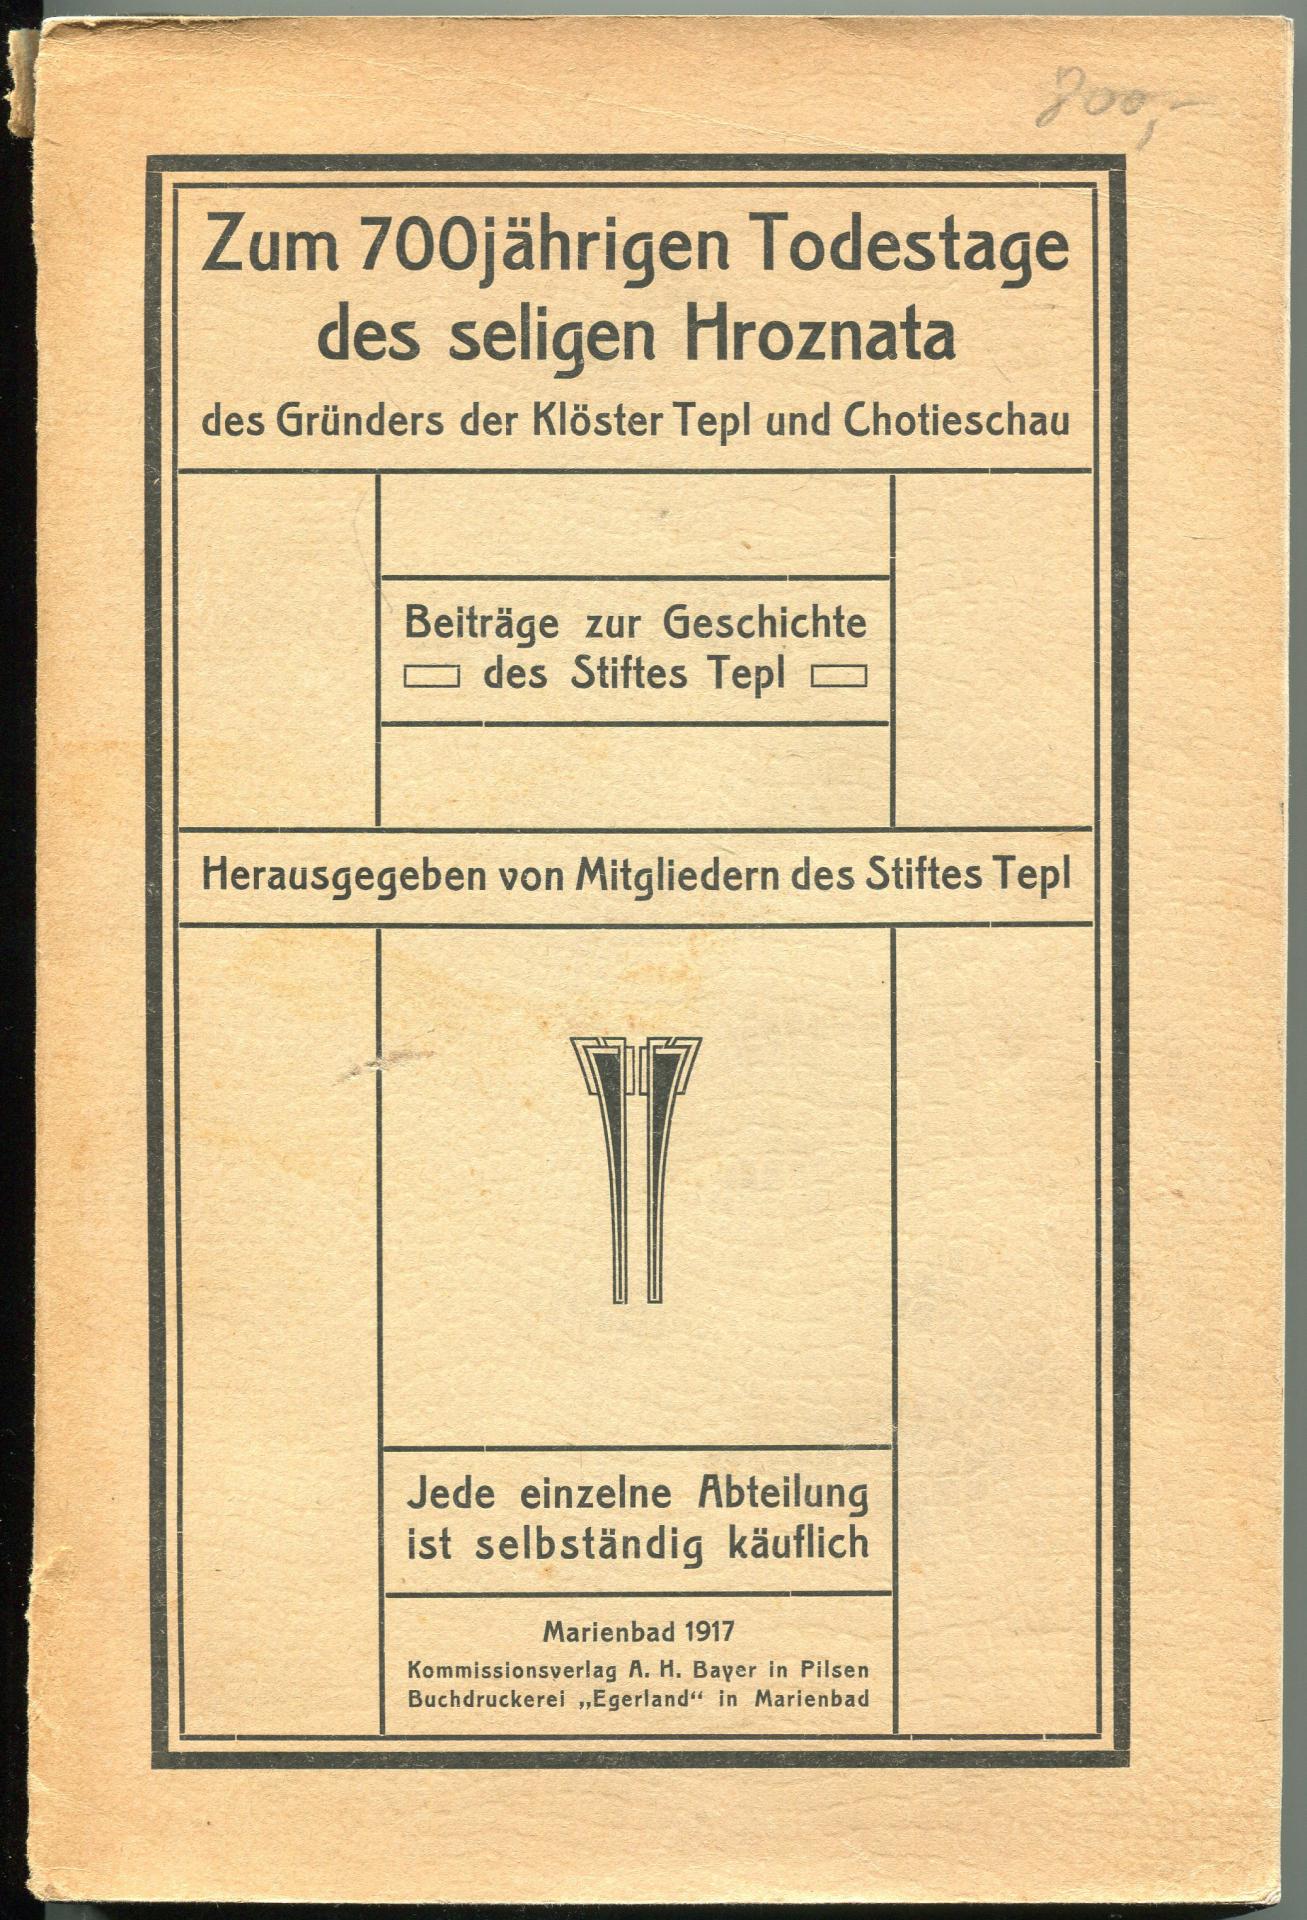 Zum 700jährigen Todestage
des seligen Hroznata
des Gründers der Klöster Tepl und Chotieschau
Beiträge zur Geschichte
des Stiftes Tepl
Herausgegeben von Mitgliedern des Stiftes Tepl
Jede einzelne Abteilung
ist selbständig käuflich
Marienbad 1917
Kommissionsverlag A. H. Bayer in Pilsen
Buchdruckerei „Egerland“ in Marienbad